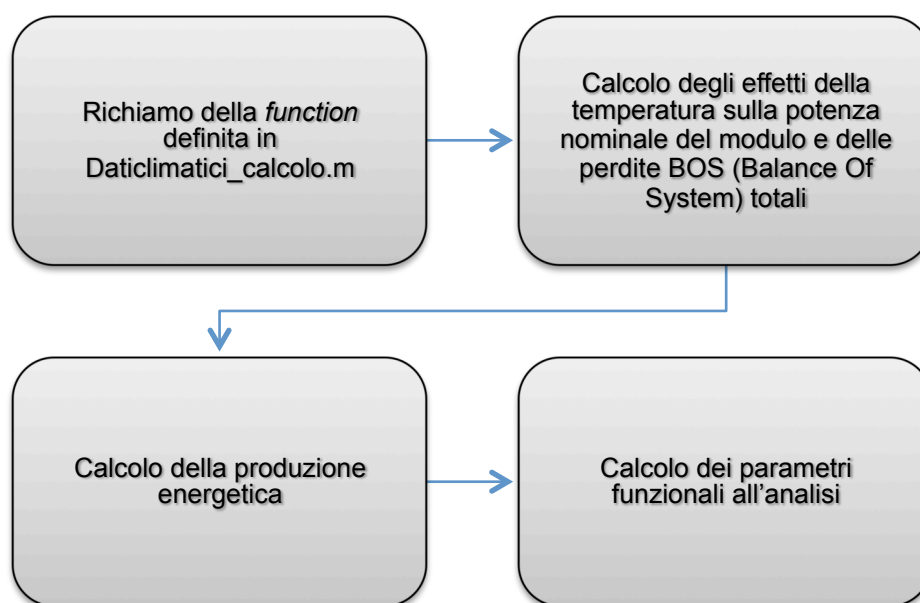 Richiamo della function
definita in
Daticlimatici_calcolo.m
Calcolo degli effetti della
temperatura sulla potenza
nominale del modulo e delle
perdite BOS (Balance Of
System) totali
Calcolo della produzione
energetica
Calcolo dei parametri
funzionali all’analisi